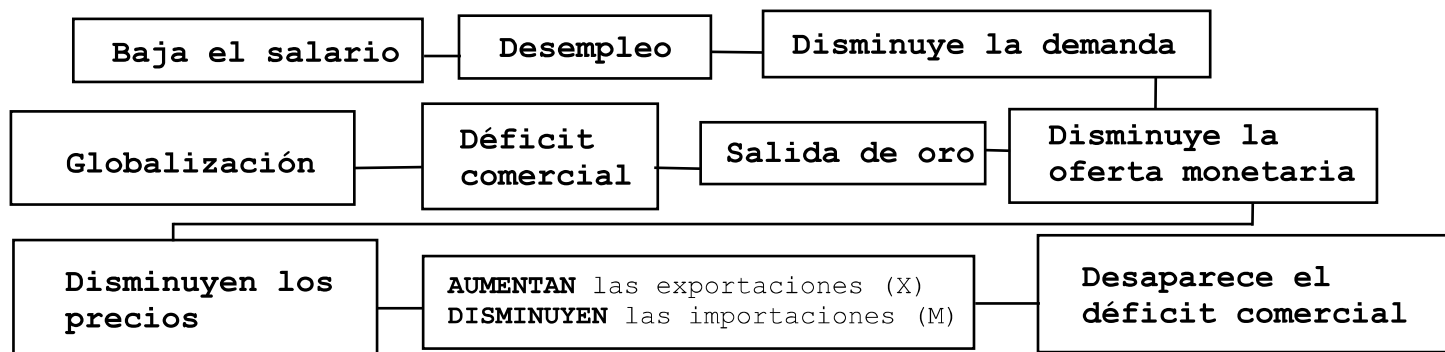 Baja el salario
Desempleo
Disminuye la demanda
Globalización
Déficit
comercial
Salida de oro
Disminuye la
oferta monetaria
Disminuyen los
precios
AUMENTAN las exportaciones (X)
DISMINUYEN las importaciones (M)
Desaparece el
déficit comercial